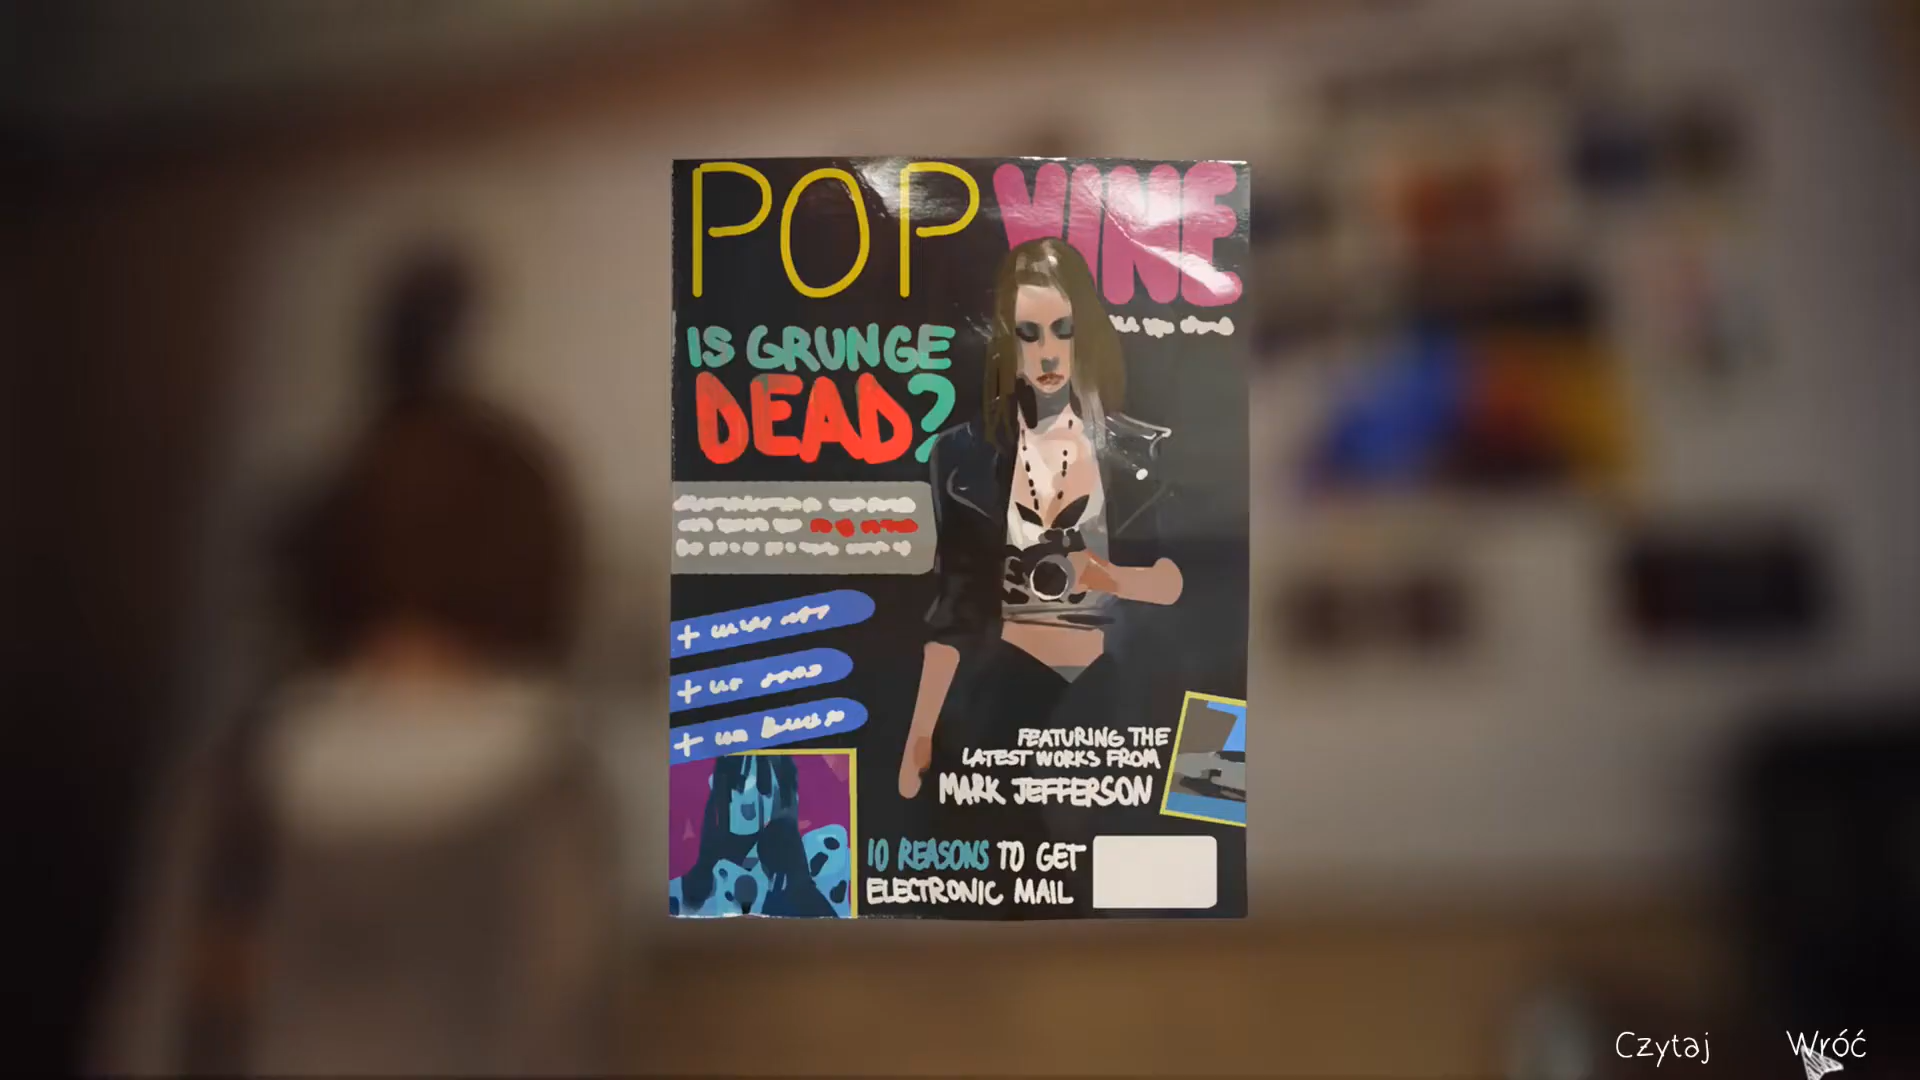 POP VINE
IS GRUNGE
DEAD?
FEATURING THE
LATEST WORKS FROM
MARK JEFFERSON
10 REASONS TO GET
ELECTRONIC MAIL
Czytaj Wróć